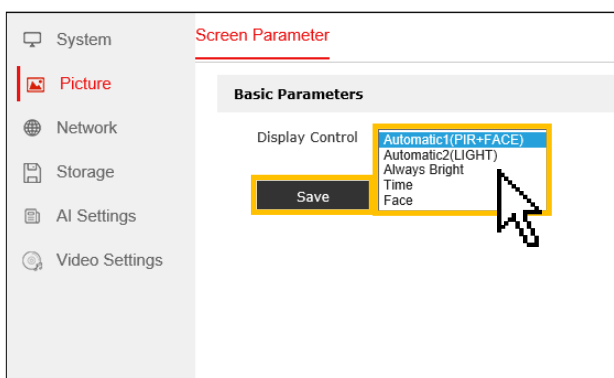 System
Picture
Network
Storage
AI Settings
Video Settings
Screen Parameter
Basic Parameters
Display Control
Automatic1(PIR+FACE)
Automatic2(LIGHT)
Always Bright
Time
Face
Save